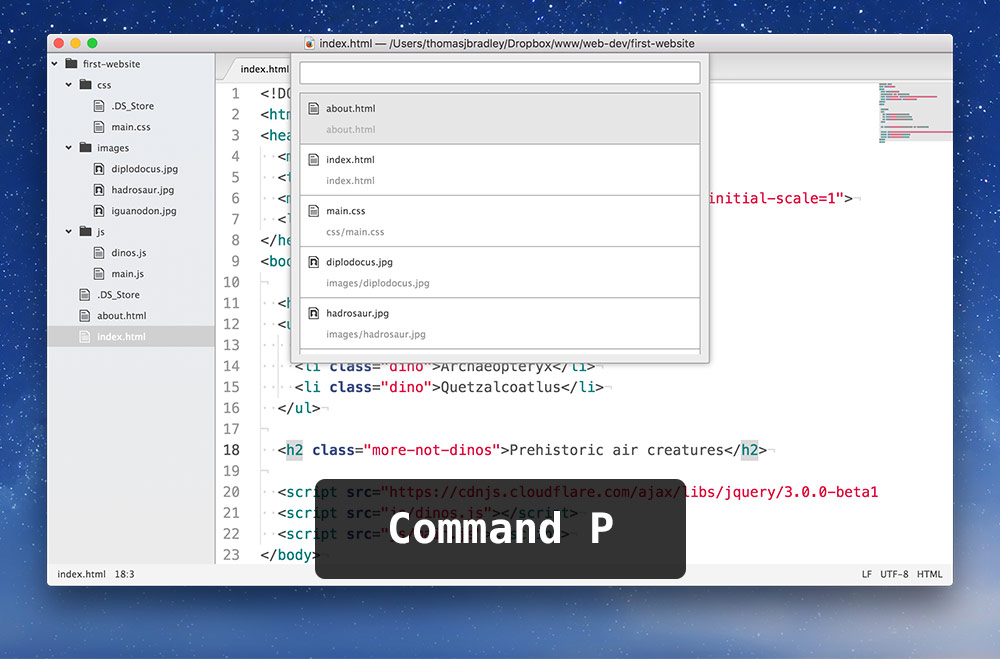 index.html — /Users/thomasjbradley/Dropbox/www/web-dev/first-website
first-website
css
.DS_Store
main.css
images
diplodocus.jpg
hadrosaur.jpg
iguanodon.jpg
js
dinos.js
main.js
.DS_Store
about.html
index.html
index.html
about.html
about.html
index.html
index.html
main.css
css/main.css
diplodocus.jpg
images/diplodocus.jpg
hadrosaur.jpg
images/hadrosaur.jpg
1 <!DO
2 <htm
3 <hea
4 <m
5 <t
6 <m initial-scale=1">
7 <l
8 </he
9 <bod
10
11 <h
12 <u
13
14 <li class="dino">Archaeopteryx</li>
15 <li class="dino">Quetzalcoatlus</li>
16 </ul>
17
18 <h2 class="more-not-dinos">Prehistoric air creatures</h2>
19
20 <script src="https://cdnjs.cloudflare.com/ajax/libs/jquery/3.0.0-beta1
21 <script src="js/dinos.js"></script>
22 <script src="
23 </body>
Command P
index.html 18:3 LF UTF-8 HTML